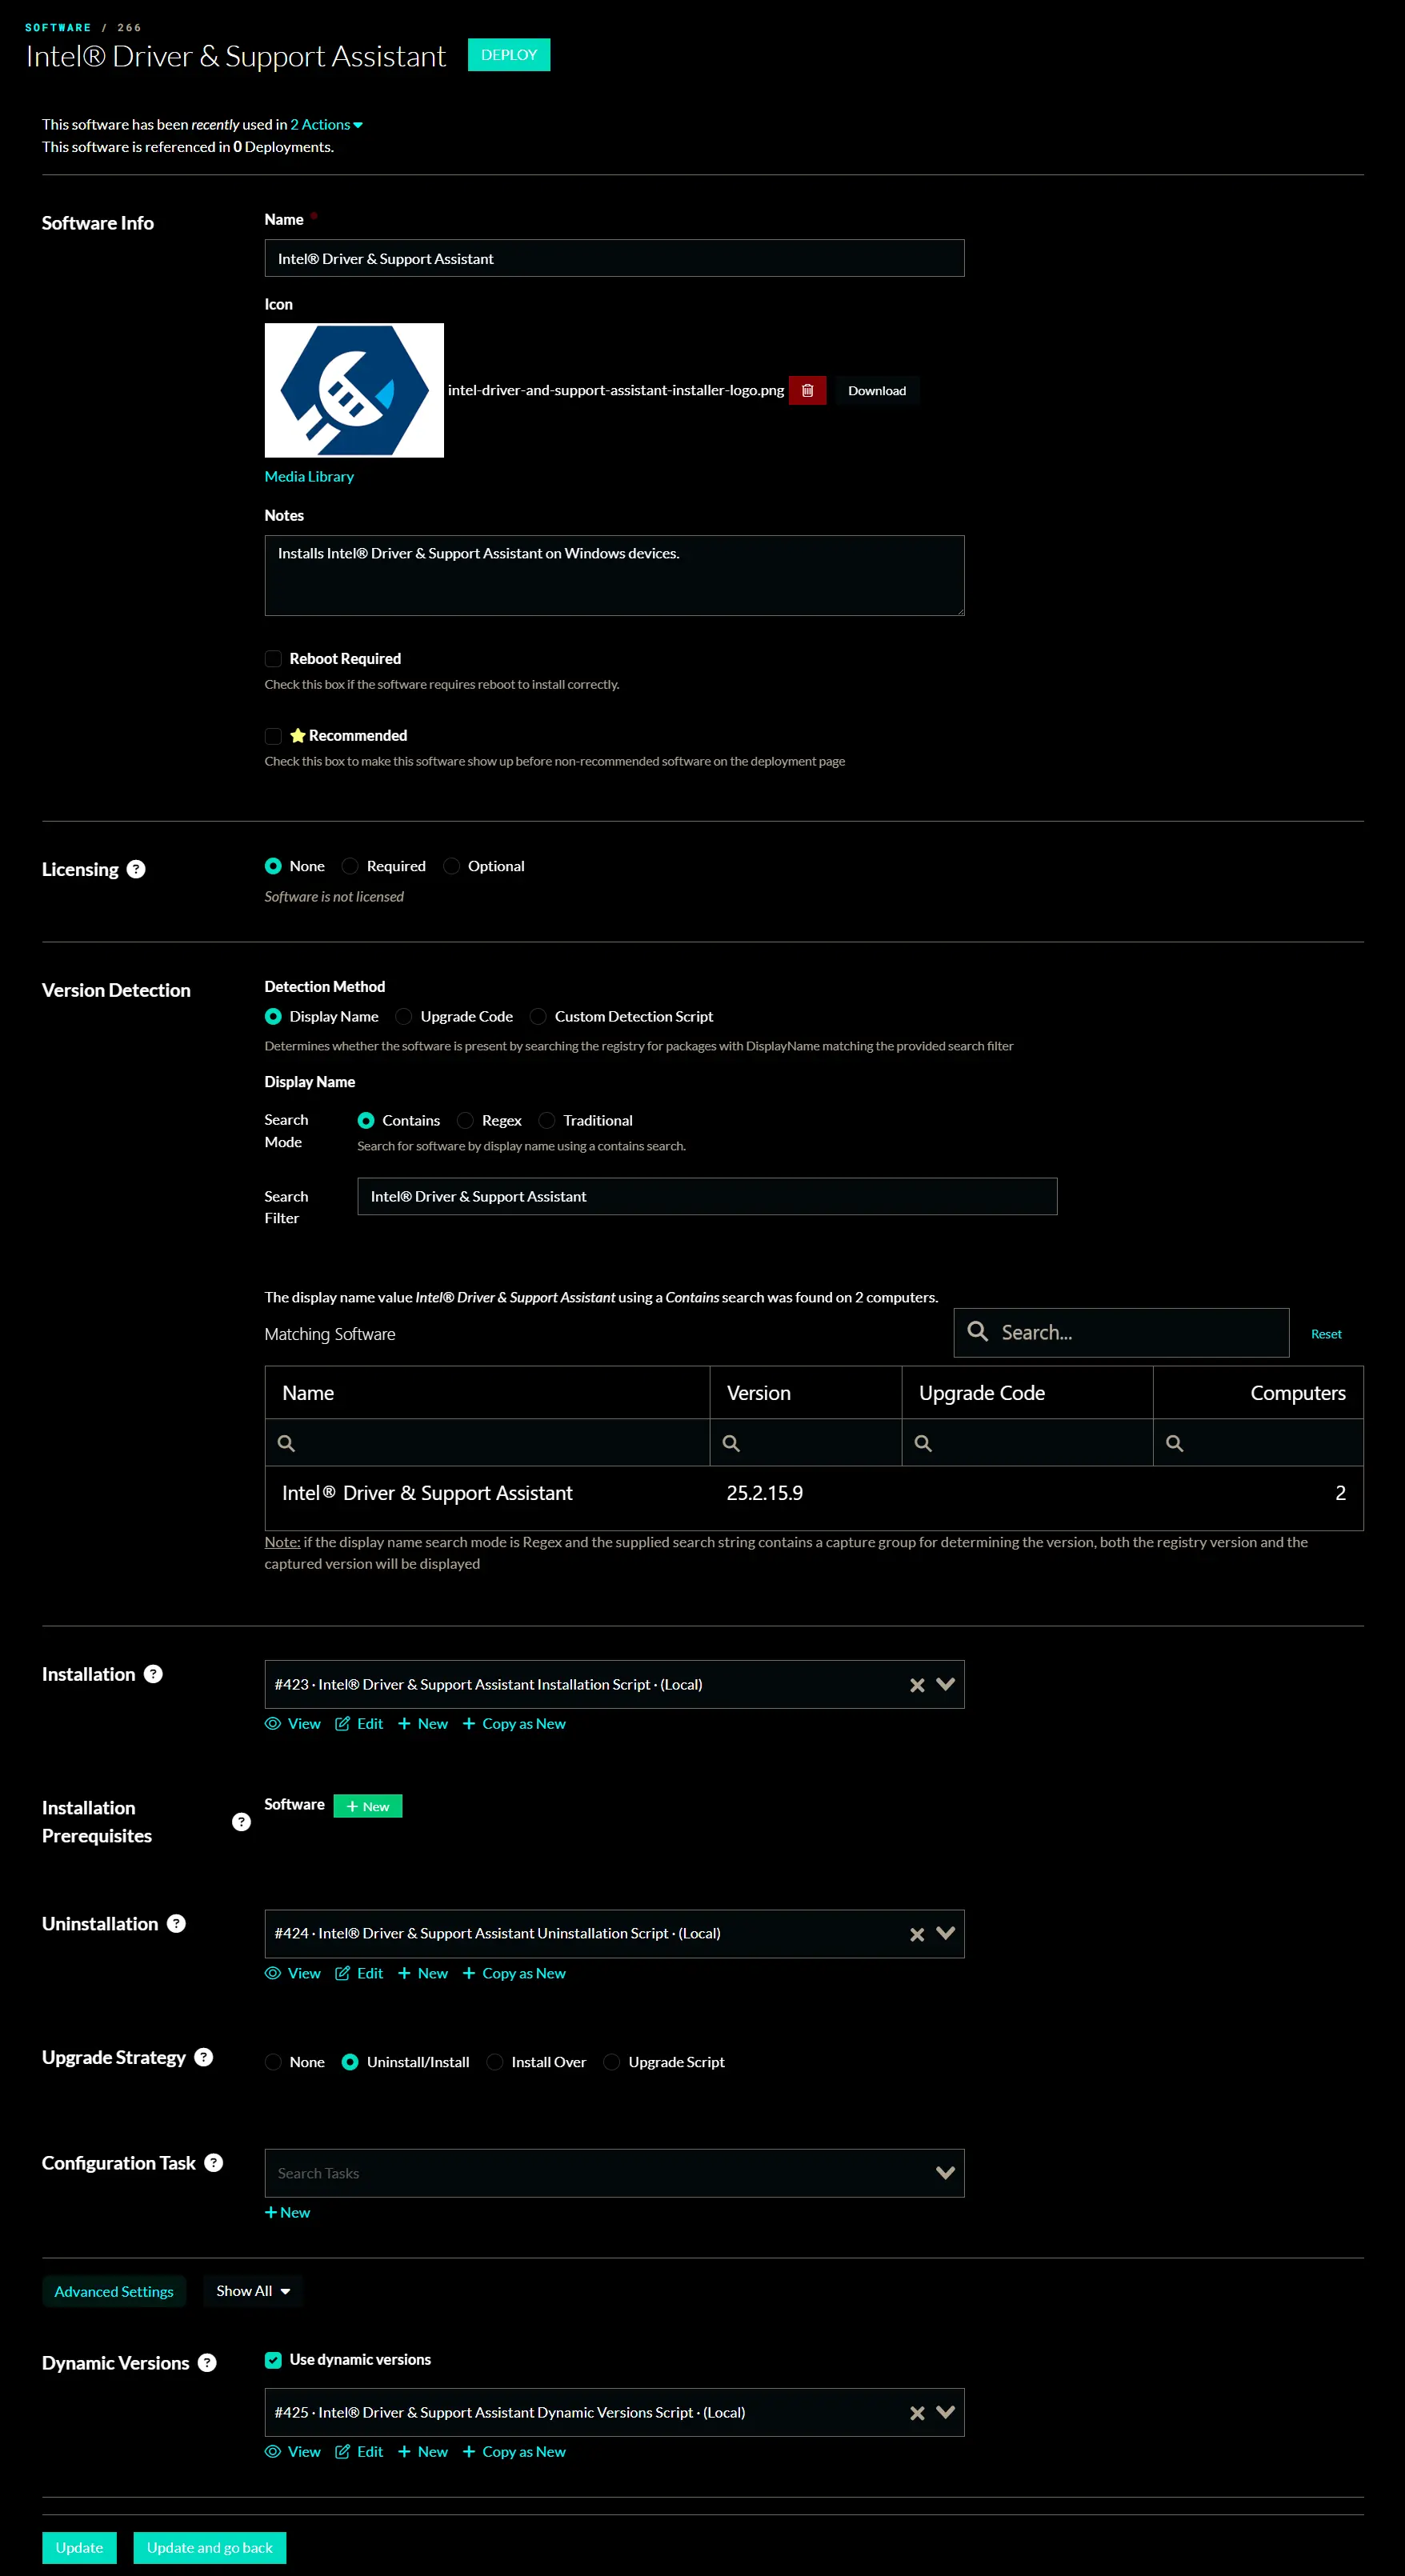 SOFTWARE / 266
Intel® Driver & Support Assistant DEPLOY
This software has been recently used in 2 Actions
This software is referenced in 0 Deployments.
Software Info
Name
Intel® Driver & Support Assistant
Icon
intel-driver-and-support-assistant-installer-logo.png Download
Media Library
Notes
Installs Intel® Driver & Support Assistant on Windows devices.
Reboot Required
Check this box if the software requires reboot to install correctly.
Recommended
Check this box to make this software show up before non-recommended software on the deployment page
Licensing ? None Required Optional
Software is not licensed
Version Detection
Detection Method
Display Name Upgrade Code Custom Detection Script
Determines whether the software is present by searching the registry for packages with DisplayName matching the provided search filter
Display Name
Search Mode Contains Regex Traditional
Search for software by display name using a contains search.
Search Filter Intel® Driver & Support Assistant
The display name value Intel® Driver & Support Assistant using a Contains search was found on 2 computers.
Matching Software Search... Reset
Name Version Upgrade Code Computers
Intel® Driver & Support Assistant 25.2.15.9 2
Note: if the display name search mode is Regex and the supplied search string contains a capture group for determining the version, both the registry version and the
captured version will be displayed
Installation ? #423 · Intel® Driver & Support Assistant Installation Script · (Local)
View Edit + New + Copy as New
Installation Prerequisites ? Software + New
Uninstallation ? #424 · Intel® Driver & Support Assistant Uninstallation Script · (Local)
View Edit + New + Copy as New
Upgrade Strategy ? None Uninstall/Install Install Over Upgrade Script
Configuration Task ? Search Tasks
+ New
Advanced Settings Show All
Dynamic Versions ? Use dynamic versions
#425 · Intel® Driver & Support Assistant Dynamic Versions Script · (Local)
View Edit + New + Copy as New
Update Update and go back